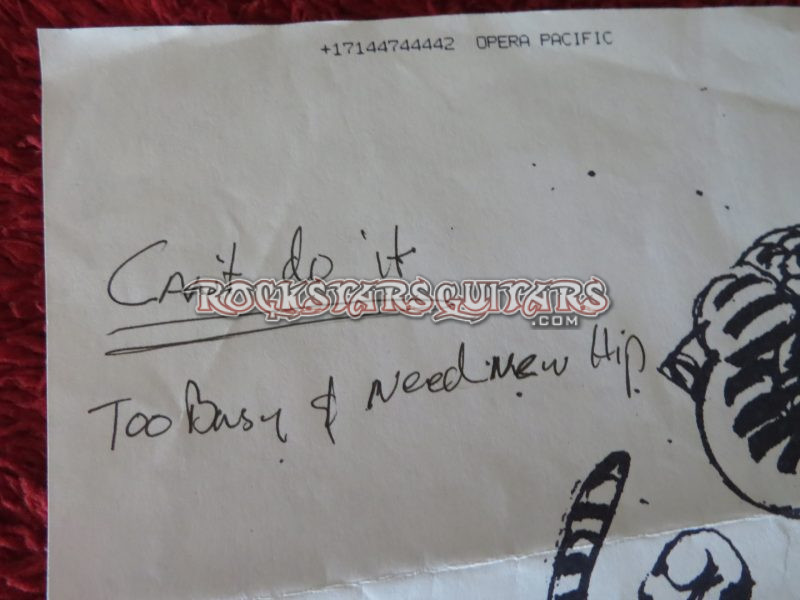 +17144744442 OPERA PACIFIC
Can't do it
ROCKSTARSGUITARS
.COM
Too Busy & Need New Hip